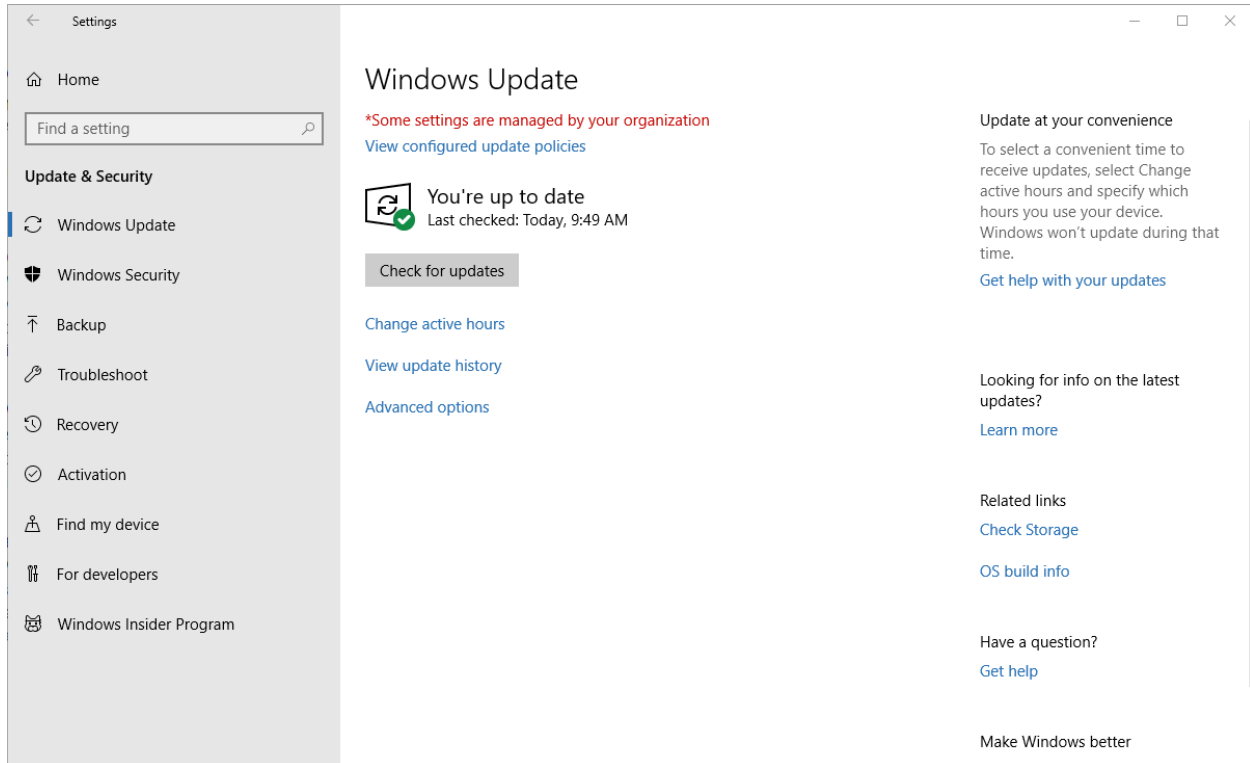 Settings
Home
Find a setting
Update & Security
Windows Update
Windows Security
Backup
Troubleshoot
Recovery
Activation
Find my device
For developers
Windows Insider Program
Windows Update
*Some settings are managed by your organization
View configured update policies
You're up to date
Last checked: Today, 9:49 AM
Check for updates
Change active hours
View update history
Advanced options
Update at your convenience
To select a convenient time to
receive updates, select Change
active hours and specify which
hours you use your device.
Windows won't update during that
time.
Get help with your updates
Looking for info on the latest
updates?
Learn more
Related links
Check Storage
OS build info
Have a question?
Get help
Make Windows better